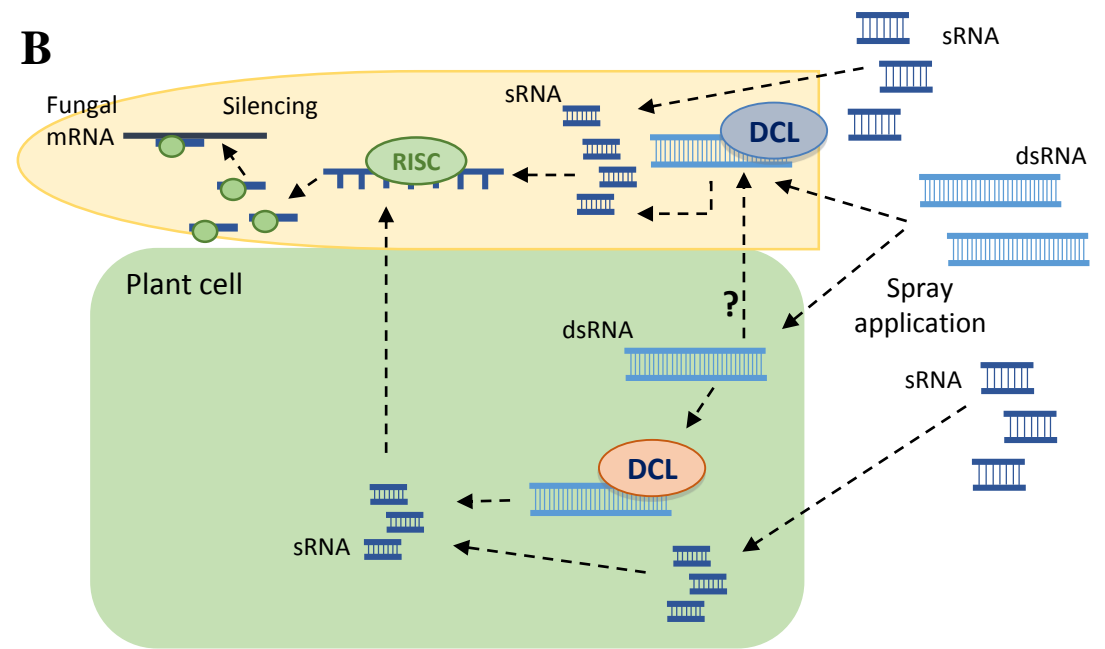 B
sRNA
Fungal
mRNA
Silencing
sRNA
DCL
RISC
dsRNA
Plant cell
Spray
application
?
dsRNA
sRNA
DCL
sRNA